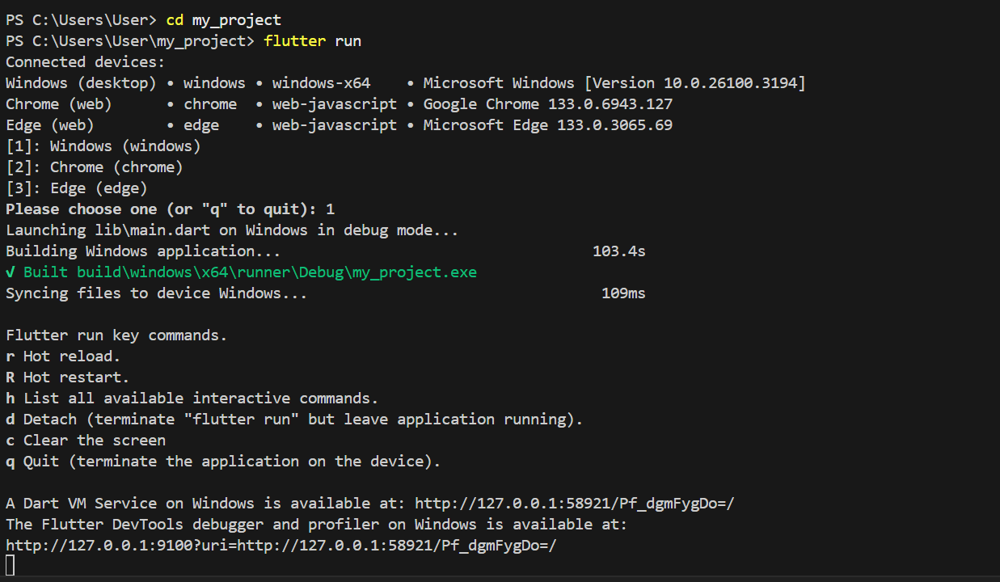 PS C:\Users\User> cd my_project
PS C:\Users\User\my_project> flutter run
Connected devices:
Windows (desktop) • windows • windows-x64    • Microsoft Windows [Version 10.0.26100.3194]
Chrome (web)      • chrome  • web-javascript • Google Chrome 133.0.6943.127
Edge (web)        • edge    • web-javascript • Microsoft Edge 133.0.3065.69
[1]: Windows (windows)
[2]: Chrome (chrome)
[3]: Edge (edge)
Please choose one (or "q" to quit): 1
Launching lib\main.dart on Windows in debug mode...
Building Windows application...                                   103.4s
√ Built build\windows\x64\runner\Debug\my_project.exe
Syncing files to device Windows...                                 109ms

Flutter run key commands.
r Hot reload.
R Hot restart.
h List all available interactive commands.
d Detach (terminate "flutter run" but leave application running).
c Clear the screen
q Quit (terminate the application on the device).

A Dart VM Service on Windows is available at: http://127.0.0.1:58921/Pf_dgmFygDo=/
The Flutter DevTools debugger and profiler on Windows is available at:
http://127.0.0.1:9100?uri=http://127.0.0.1:58921/Pf_dgmFygDo=/